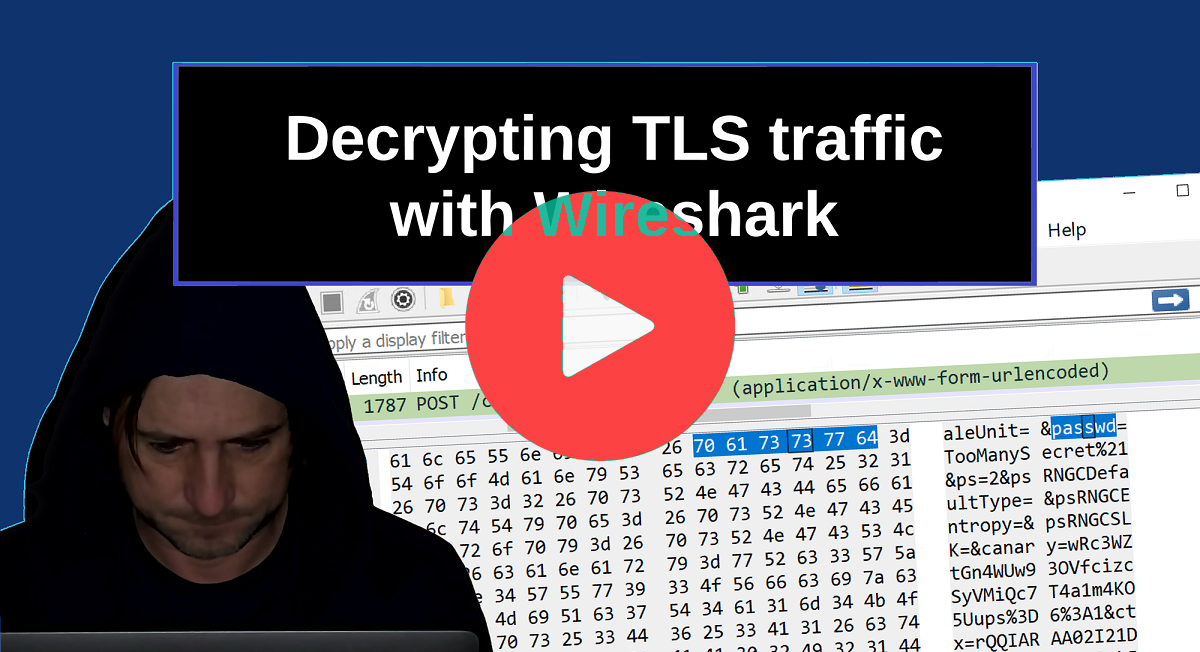 Decrypting TLS traffic
with Wireshark
Help
ply a display filter
Length Info
1787 POST (application/x-www-form-urlencoded)
61 6c 65 55 6e 26 70 61 73 73 77 64 3d aleUnit= &passwd=
54 6f 6f 4d 61 6e 79 53 65 63 72 65 74 25 32 31 TooManyS ecret%21
26 70 73 3d 32 26 70 73 52 4e 47 43 44 65 66 61 &ps=2&ps RNGCDefa
6c 74 54 79 70 65 3d 26 70 73 52 4e 47 43 45 ultType= &psRNGCE
72 6f 70 79 3d 26 70 73 52 4e 47 43 53 4c ntropy=& psRNGCSL
26 63 61 6e 61 72 79 3d 77 52 63 33 57 5a K=&canar y=wRc3WZ
34 57 55 77 39 33 4f 56 66 63 69 7a 63 tGn4WUw9 3OVfcizc
4d 69 51 63 37 54 34 61 31 6d 34 4b 4f SyVMiQc7 T4a1m4KO
70 73 25 33 44 36 25 33 41 31 26 63 74 5Uups%3D 6%3A1&ct
x=rQQIAR AA02I21D